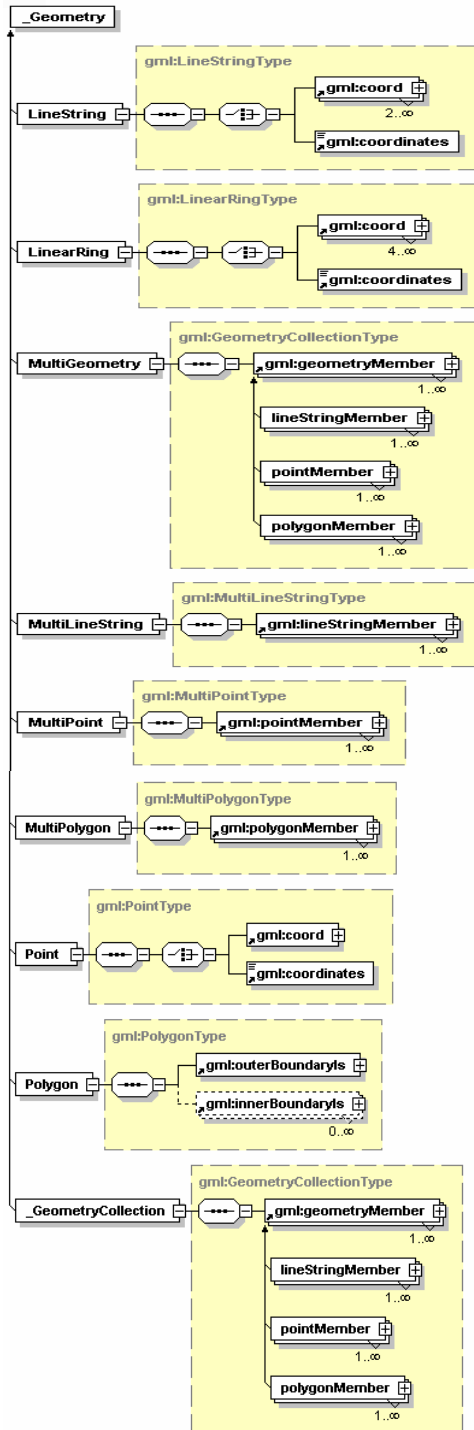 _Geometry
gml:LineStringType
gml:coord
2..∞
LineString
gml:coordinates
gml:LinearRingType
gml:coord
4..∞
LinearRing
gml:coordinates
gml:GeometryCollectionType
MultiGeometry
gml:geometryMember
1..∞
lineStringMember
1..∞
pointMember
1..∞
polygonMember
1..∞
gml:MultiLineStringType
MultiLineString
gml:lineStringMember
1..∞
gml:MultiPointType
MultiPoint
gml:pointMember
1..∞
gml:MultiPolygonType
MultiPolygon
gml:polygonMember
1..∞
gml:PointType
gml:coord
Point
gml:coordinates
gml:PolygonType
gml:outerBoundaryIs
Polygon
gml:innerBoundaryIs
0..∞
gml:GeometryCollectionType
_GeometryCollection
gml:geometryMember
1..∞
lineStringMember
1..∞
pointMember
1..∞
polygonMember
1..∞